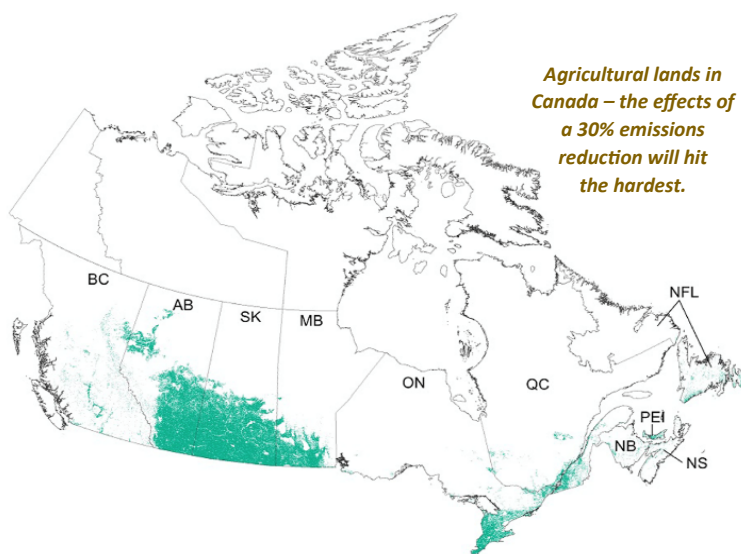 Agricultural lands in
Canada – the effects of
a 30% emissions
reduction will hit
the hardest.
BC
AB
SK
MB
ON
QC
NFL
PEI
NB
NS